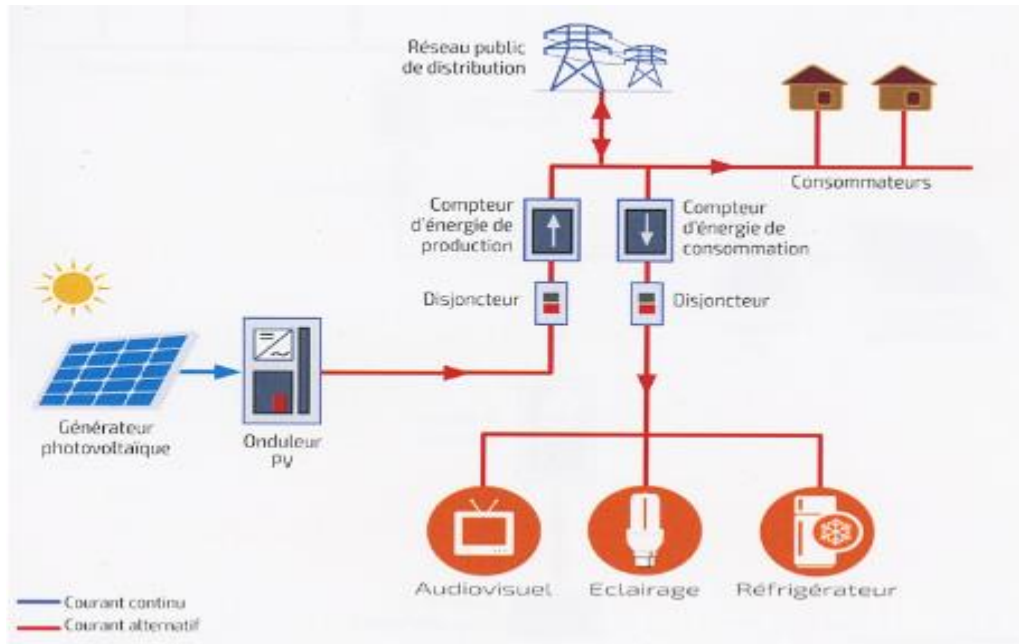 Réseau public
de distribution
Consommateurs
Compteur
d'énergie de
production
Compteur
d'énergie de
consommation
Disjoncteur
Disjoncteur
Générateur
photovoltaïque
Onduleur
PV
Audiovisuel
Eclairage
Réfrigérateur
Courant continu
Courant alternatif